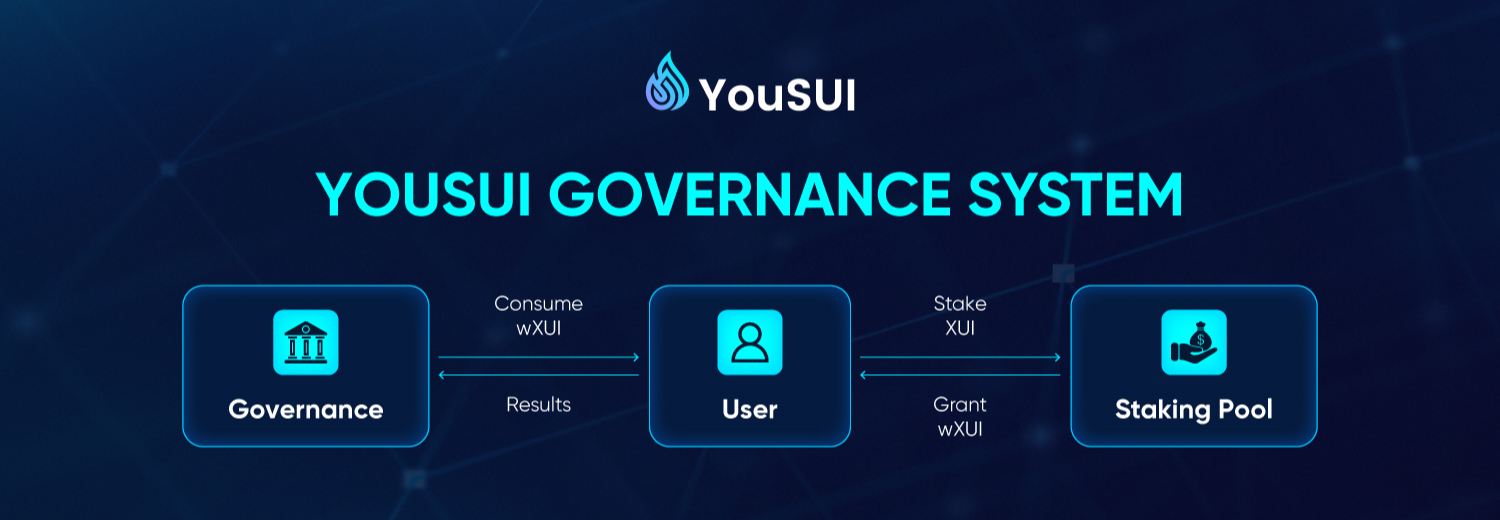 YouSUI
YOUSUI GOVERNANCE SYSTEM
Consume
wXUI
Stake
XUI
Governance
Results
User
Grant
wXUI
Staking Pool